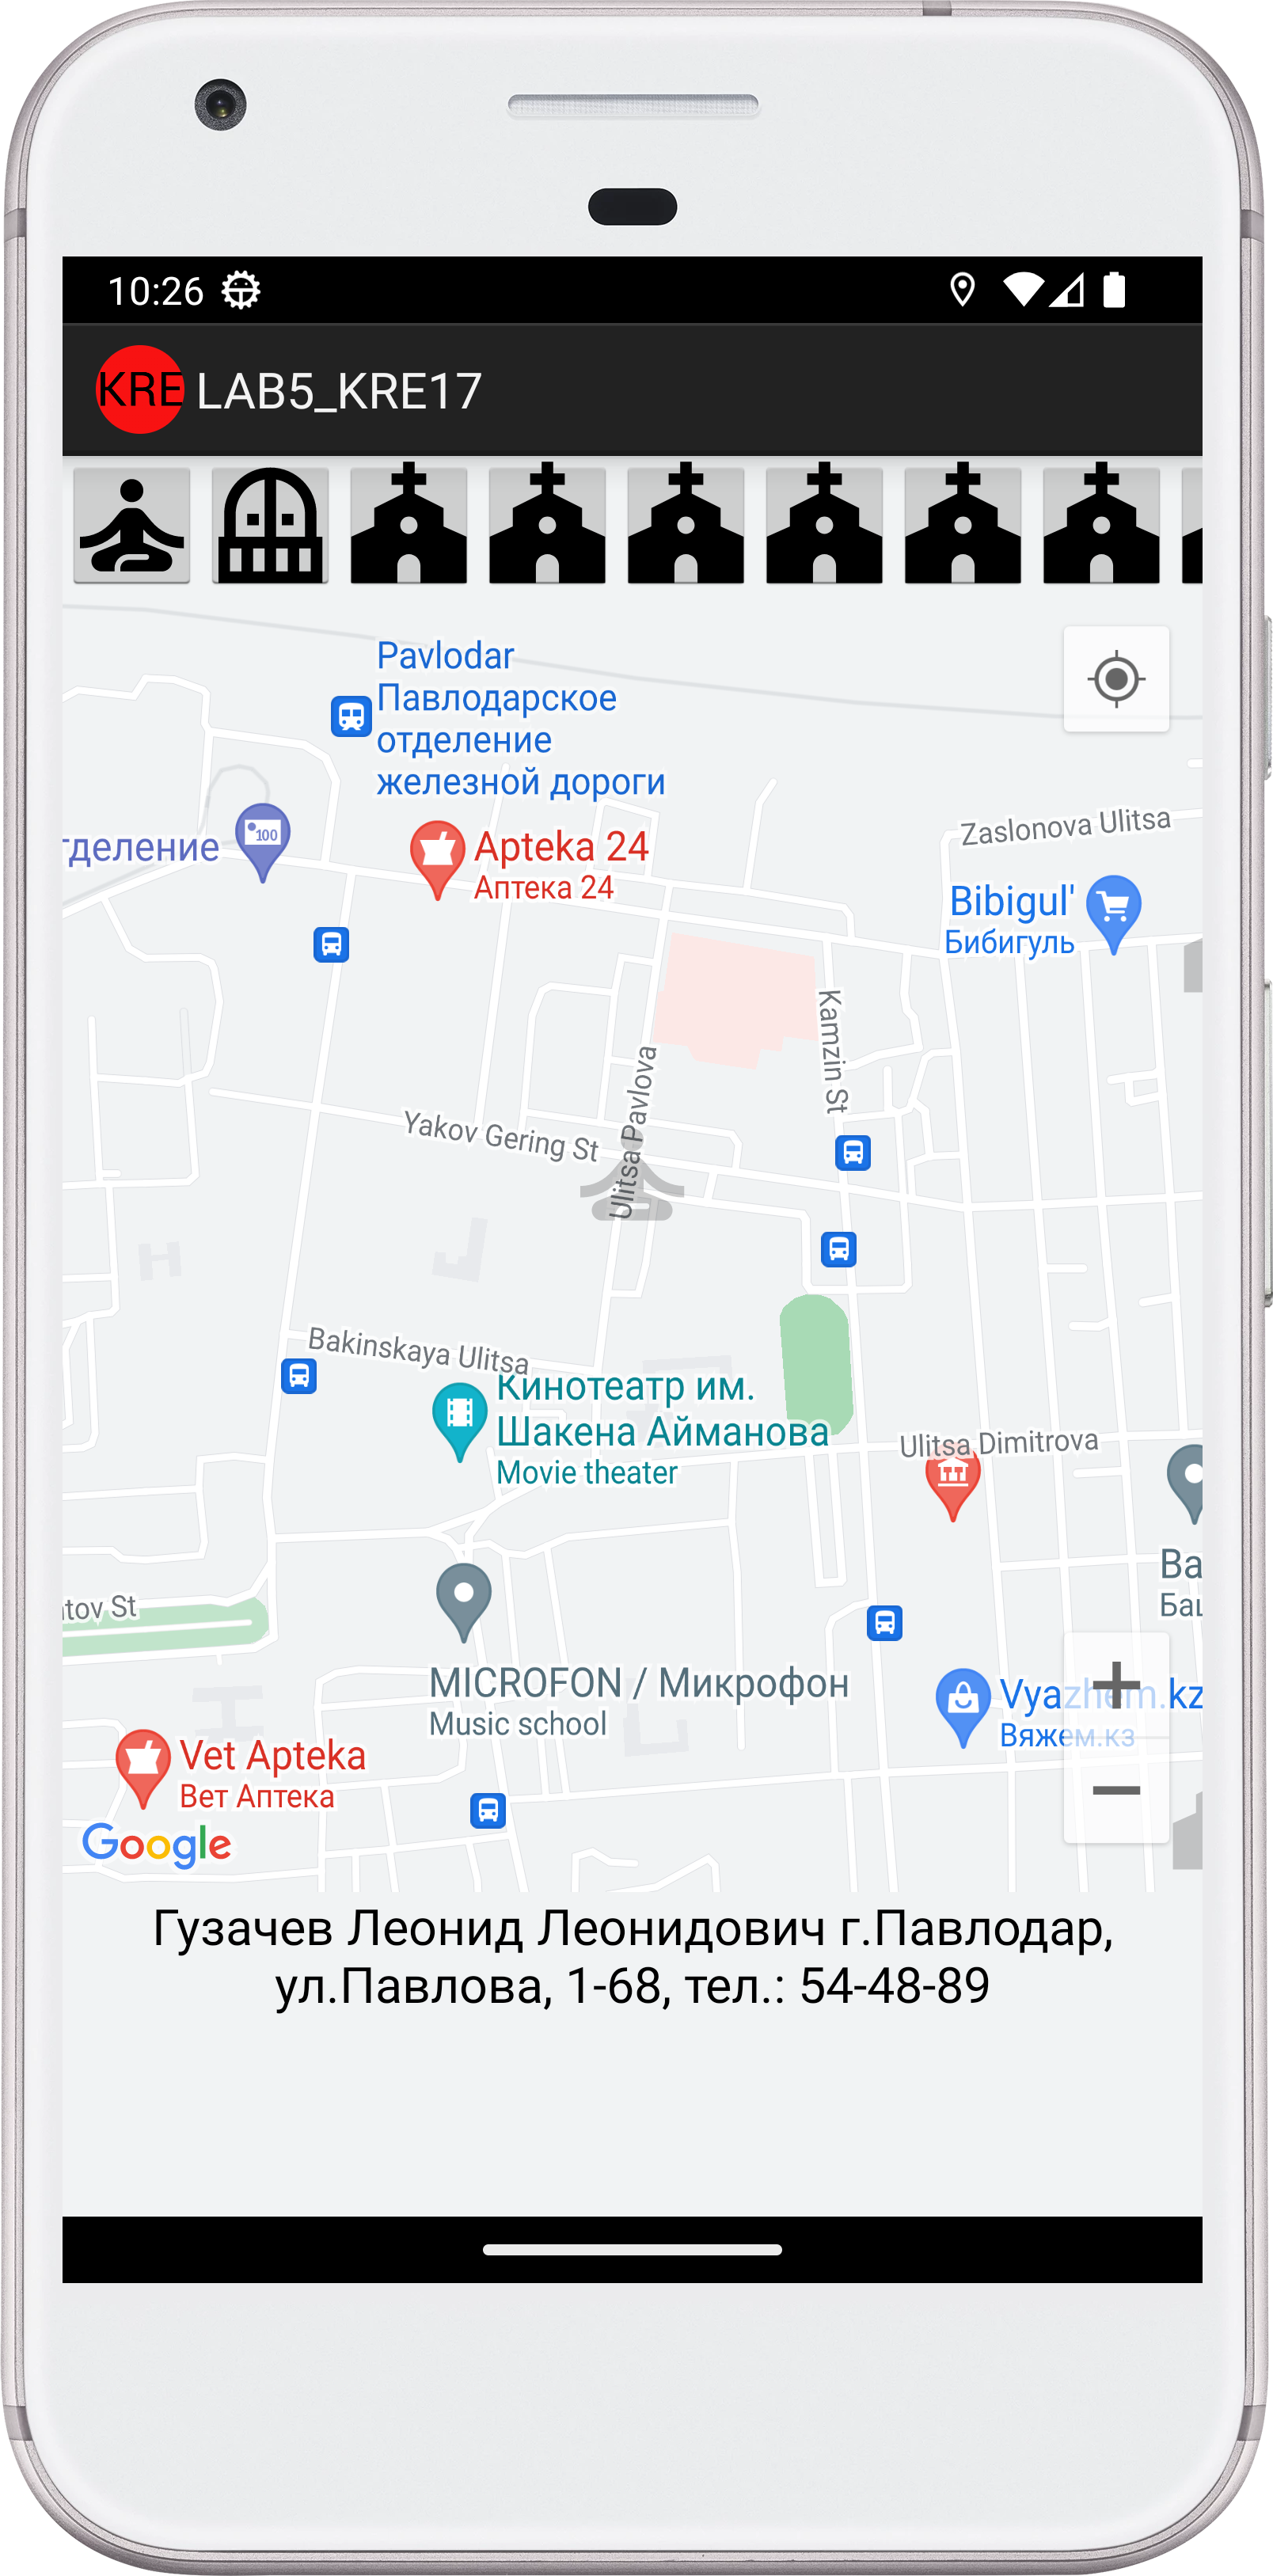 10:26
KRE LAB5_KRE17
Pavlodar
Павлодарское
отделение
железной дороги
тделение
100
Apteka 24
Аптека 24
Zaslonova Ulitsa
Bibigul'
Бибигуль
Kamzin St
Ulitsa Pavlova
Yakov Gering St
Bakinskaya Ulitsa
Кинотеатр им.
Шакена Айманова
Movie theater
Ulitsa Dimitrova
Ba
Баш
tov St
MICROFON / Микрофон
Music school
Vyazhem.kz
Вяжем.кз
Vet Apteka
Вет Аптека
Google
Гузачев Леонид Леонидович г.Павлодар,
ул.Павлова, 1-68, тел.: 54-48-89